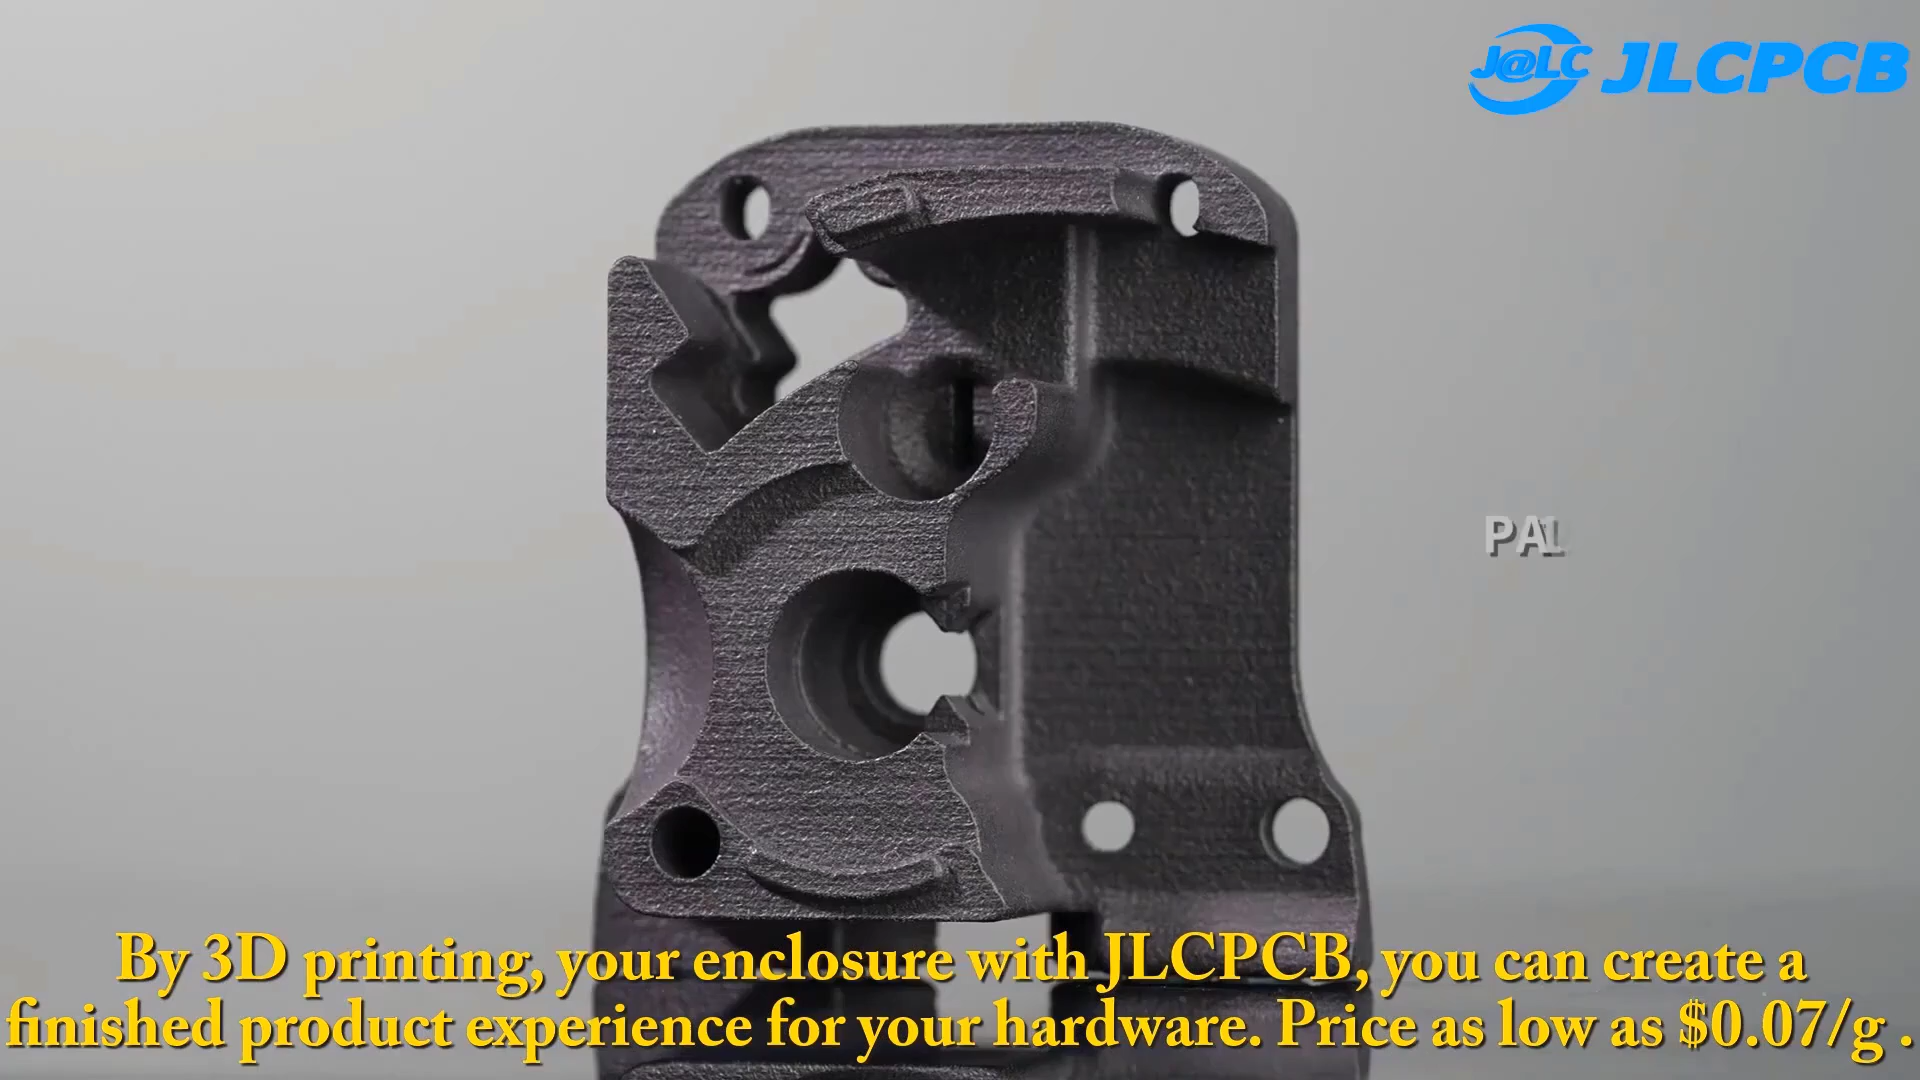 J@LC JLCPCB
PA
By 3D printing, your enclosure with JLCPCB, you can create a
finished product experience for your hardware. Price as low as $0.07/g .